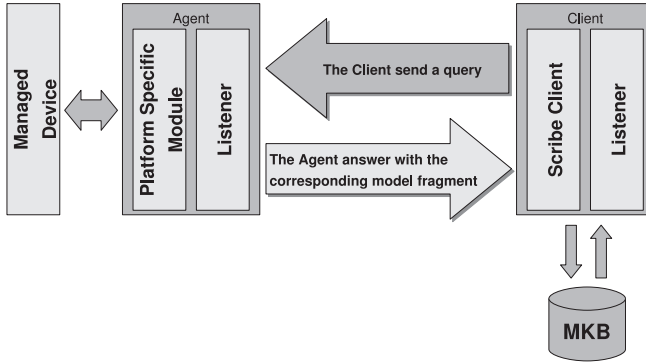 Agent
Client
Managed
Device
Platform Specific
Module
Listener
The Client send a query
The Agent answer with the
corresponding model fragment
Scribe Client
Listener
MKB